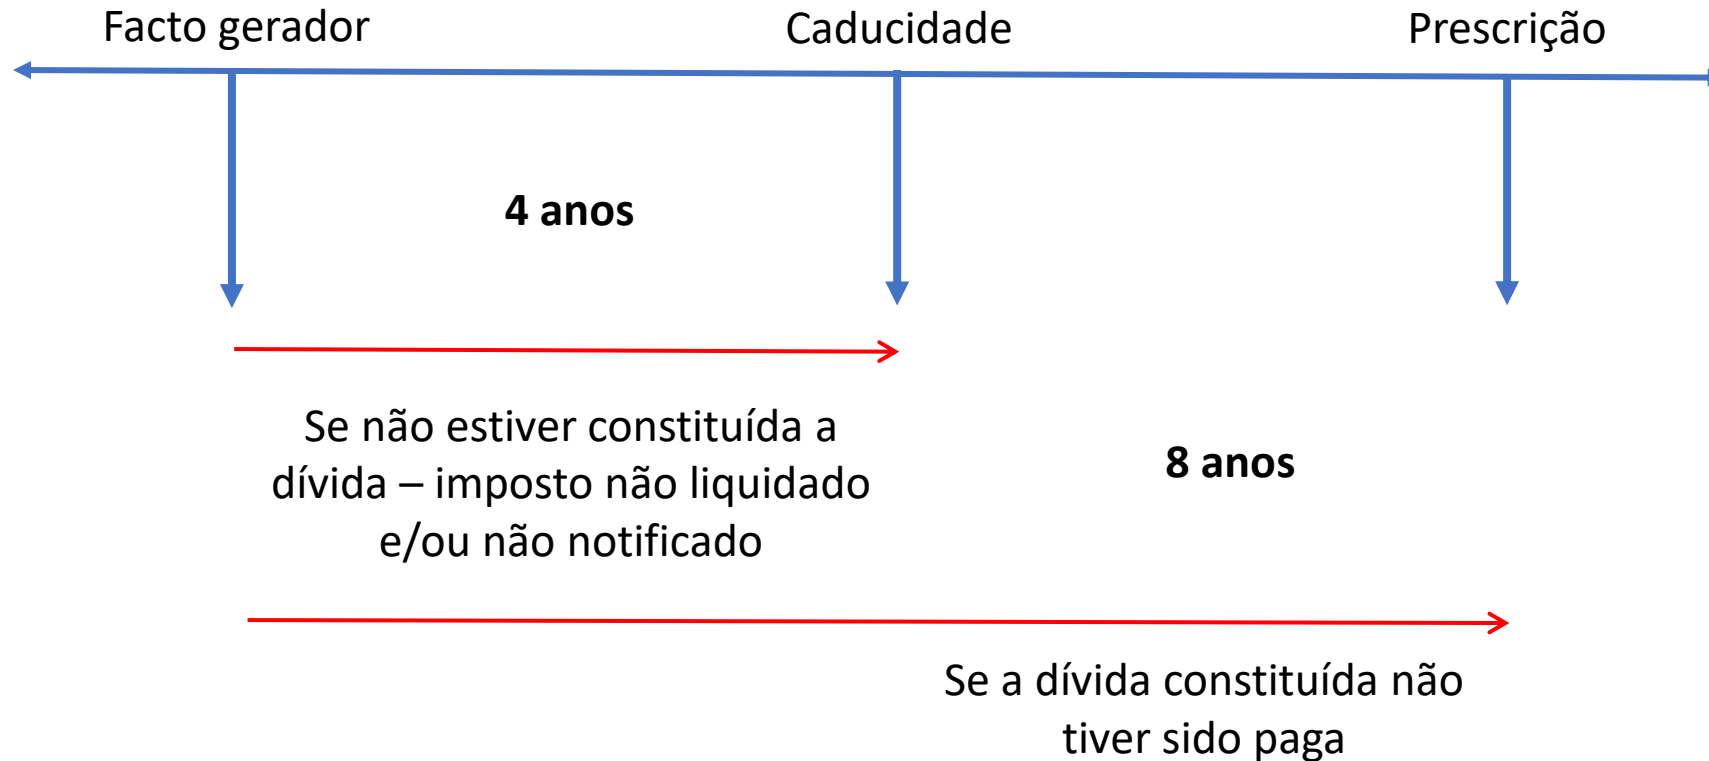 Facto gerador
Caducidade
Prescrição
4 anos
Se não estiver constituída a
dívida – imposto não liquidado
e/ou não notificado
8 anos
Se a dívida constituída não
tiver sido paga